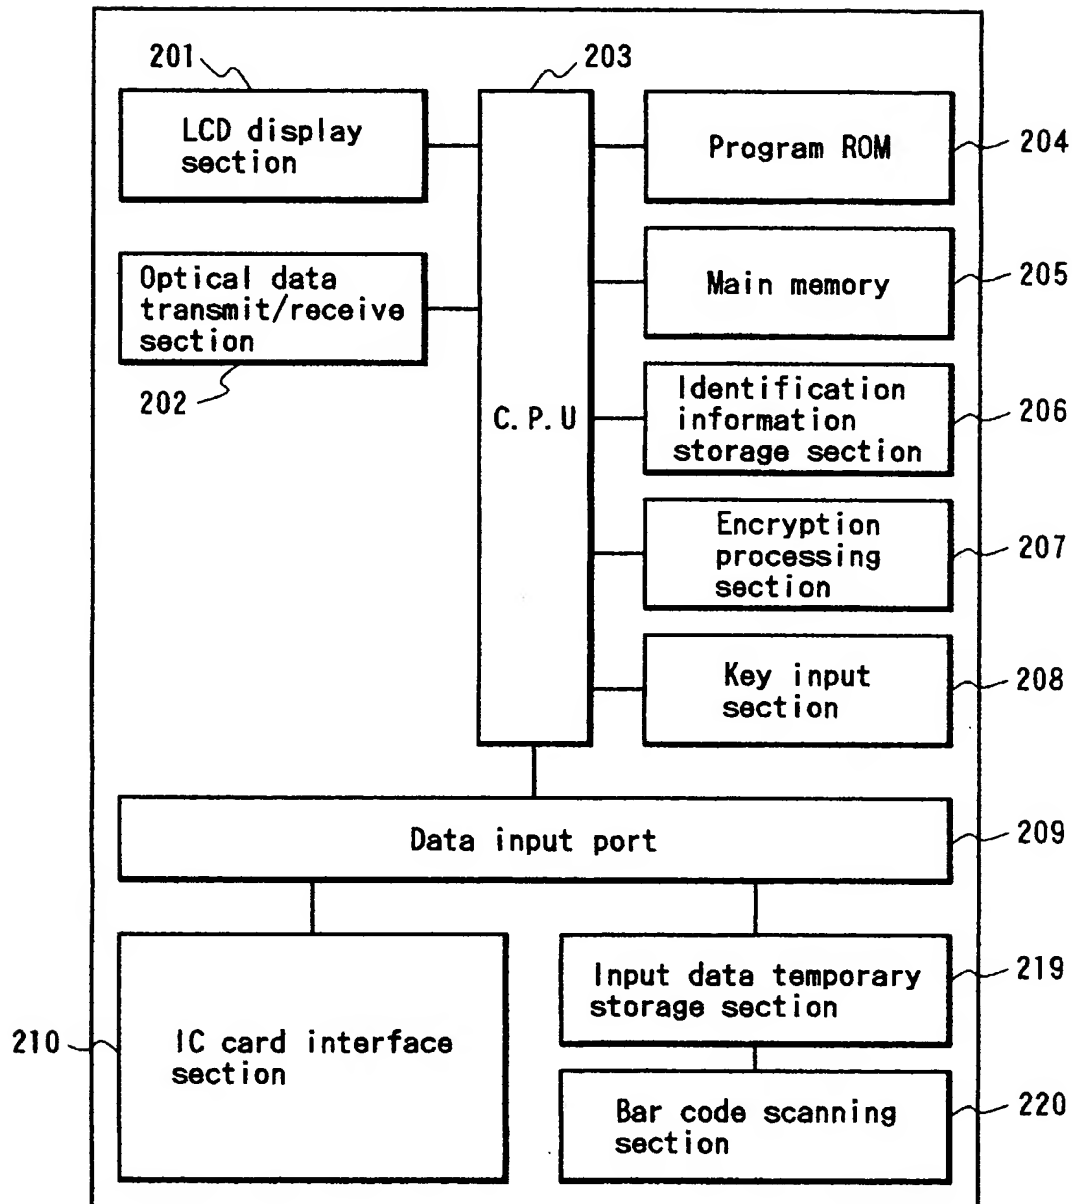 201
203
LCD display
section
Program ROM
204
Optical data
transmit/receive
section
202
Main memory
205
C.P.U
Identification
information
storage section
206
Encryption
processing
section
207
Key input
section
208
Data input port
209
210
IC card interface
section
Input data temporary
storage section
219
Bar code scanning
section
220